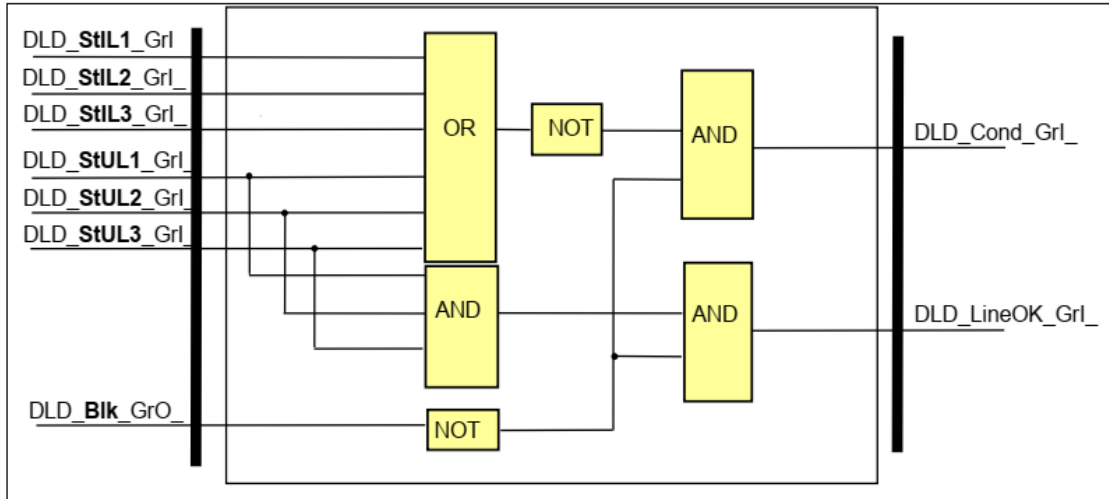 DLD_StIL1_GrI
DLD_StIL2_GrI_
DLD_StIL3_GrI_
DLD_StUL1_GrI_
DLD_StUL2_GrI_
DLD_StUL3_GrI_
DLD_Blk_GrO_
OR
AND
NOT
NOT
AND
AND
DLD_Cond_GrI_
DLD_LineOK_GrI_